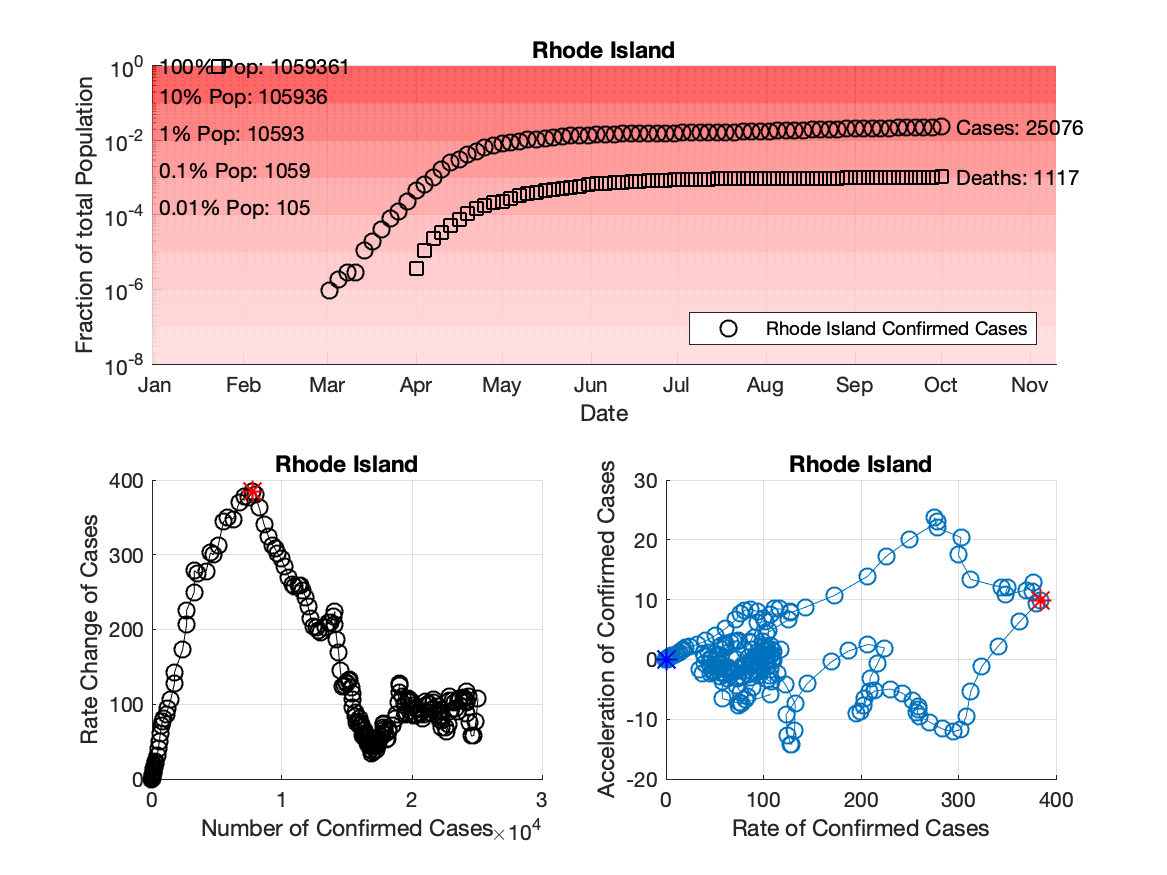 Rhode Island
10^0
10^-2
10^-4
10^-6
10^-8
Fraction of total Population
100% Pop: 1059361
10% Pop: 105936
1% Pop: 10593
0.1% Pop: 1059
0.01% Pop: 105
Cases: 25076
Deaths: 1117
Rhode Island Confirmed Cases
Jan Feb Mar Apr May Jun Jul Aug Sep Oct Nov
Date
Rhode Island
400
300
200
100
0
Rate Change of Cases
0 1 2 3
Number of Confirmed Cases ×10^4
Rhode Island
30
20
10
0
-10
-20
Acceleration of Confirmed Cases
0 100 200 300 400
Rate of Confirmed Cases